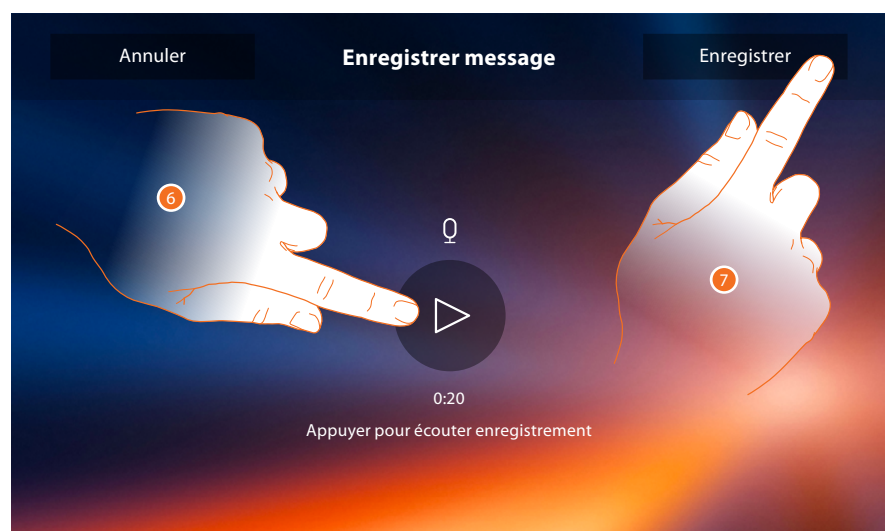 Annuler
Enregistrer message
Enregistrer
6
7
0:20
Appuyer pour écouter enregistrement